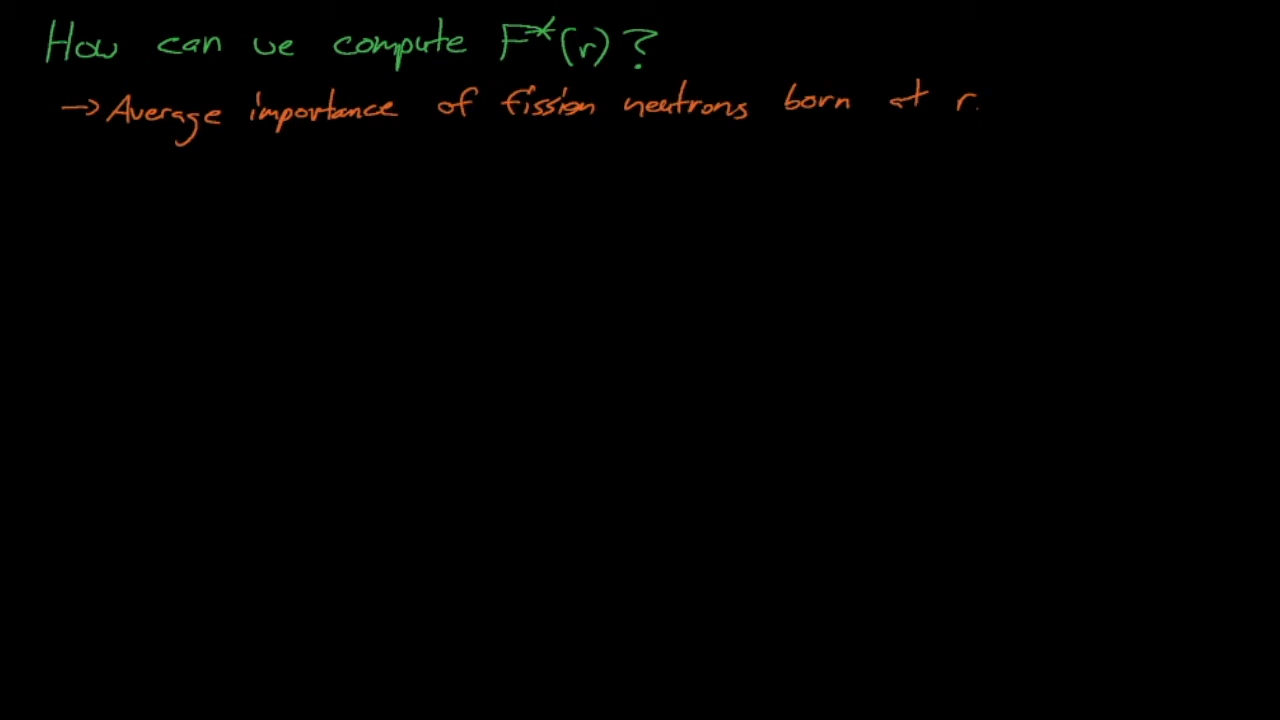 How can we compute F*(r)?
→ Average importance of fission neutrons born at r.